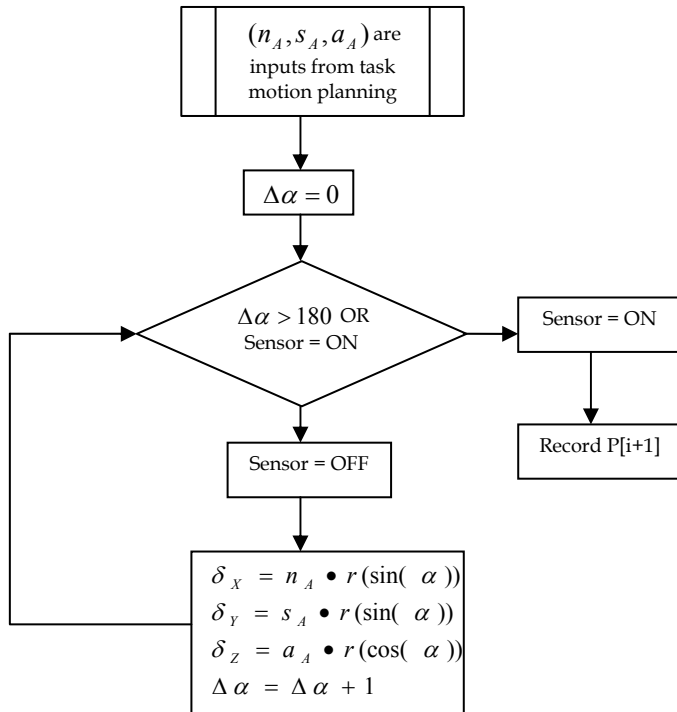 (n_A, s_A, a_A) are
inputs from task
motion planning
Δα = 0
Δα > 180 OR
Sensor = ON
Sensor = ON
Record P[i+1]
Sensor = OFF
δ_X = n_A • r(sin( α))
δ_Y = s_A • r(sin( α))
δ_Z = a_A • r(cos( α))
Δα = Δα + 1